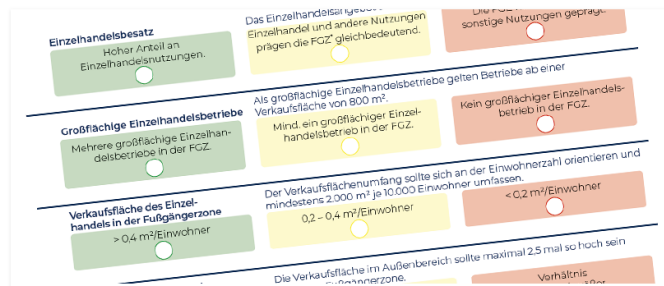 Einzelhandelsbesatz
Hoher Anteil an
Einzelhandelsnutzungen.
Das Einzelhandelsangebot
Einzelhandel und andere Nutzungen
prägen die FGZ* gleichbedeutend.
Die FGZ
sonstige Nutzungen geprägt.
Großflächige Einzelhandelsbetriebe
Als großflächige Einzelhandelsbetriebe gelten Betriebe ab einer
Verkaufsfläche von 800 m².
Mehrere großflächige Einzelhan-
delsbetriebe in der FGZ.
Mind. ein großflächiger Einzel-
handelsbetrieb in der FGZ.
Kein großflächiger Einzelhandels-
betrieb in der FGZ.
Verkaufsfläche des Einzel-
handels in der Fußgängerzone
Der Verkaufsflächenumfang sollte sich an der Einwohnerzahl orientieren und
mindestens 2.000 m² je 10.000 Einwohner umfassen.
> 0,4 m²/Einwohner
0,2 – 0,4 m²/Einwohner
< 0,2 m²/Einwohner
Die Verkaufsfläche im Außenbereich sollte maximal 2,5 mal so hoch sein
Fußgängerzone.
Verhältnis